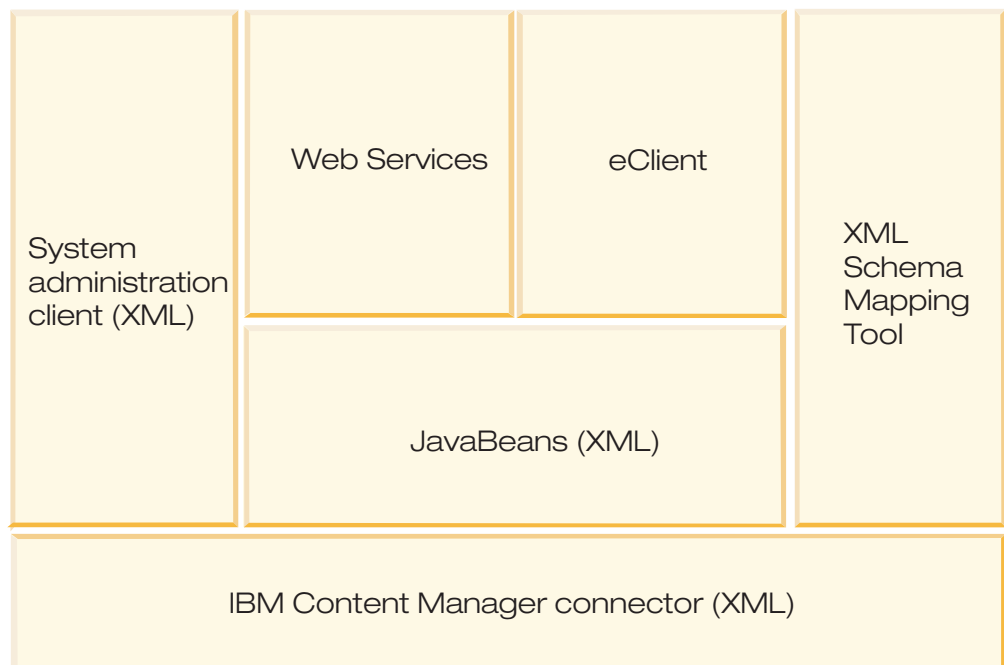 System
administration
client (XML)
Web Services
eClient
XML
Schema
Mapping
Tool
JavaBeans (XML)
IBM Content Manager connector (XML)